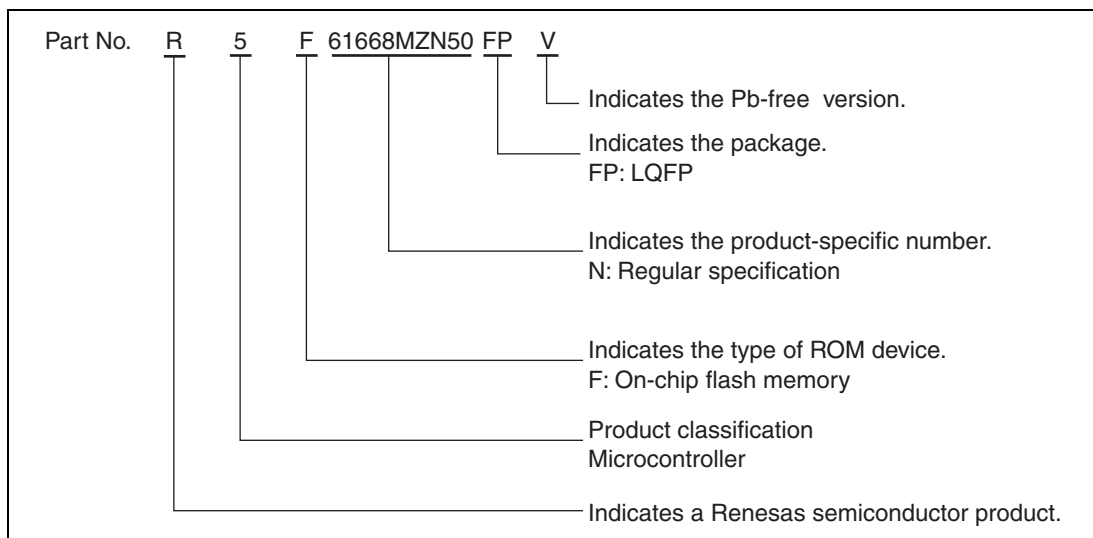 Part No. R 5 F 61668MZN50 FP V
Indicates the Pb-free version.
Indicates the package.
FP: LQFP
Indicates the product-specific number.
N: Regular specification
Indicates the type of ROM device.
F: On-chip flash memory
Product classification
Microcontroller
Indicates a Renesas semiconductor product.